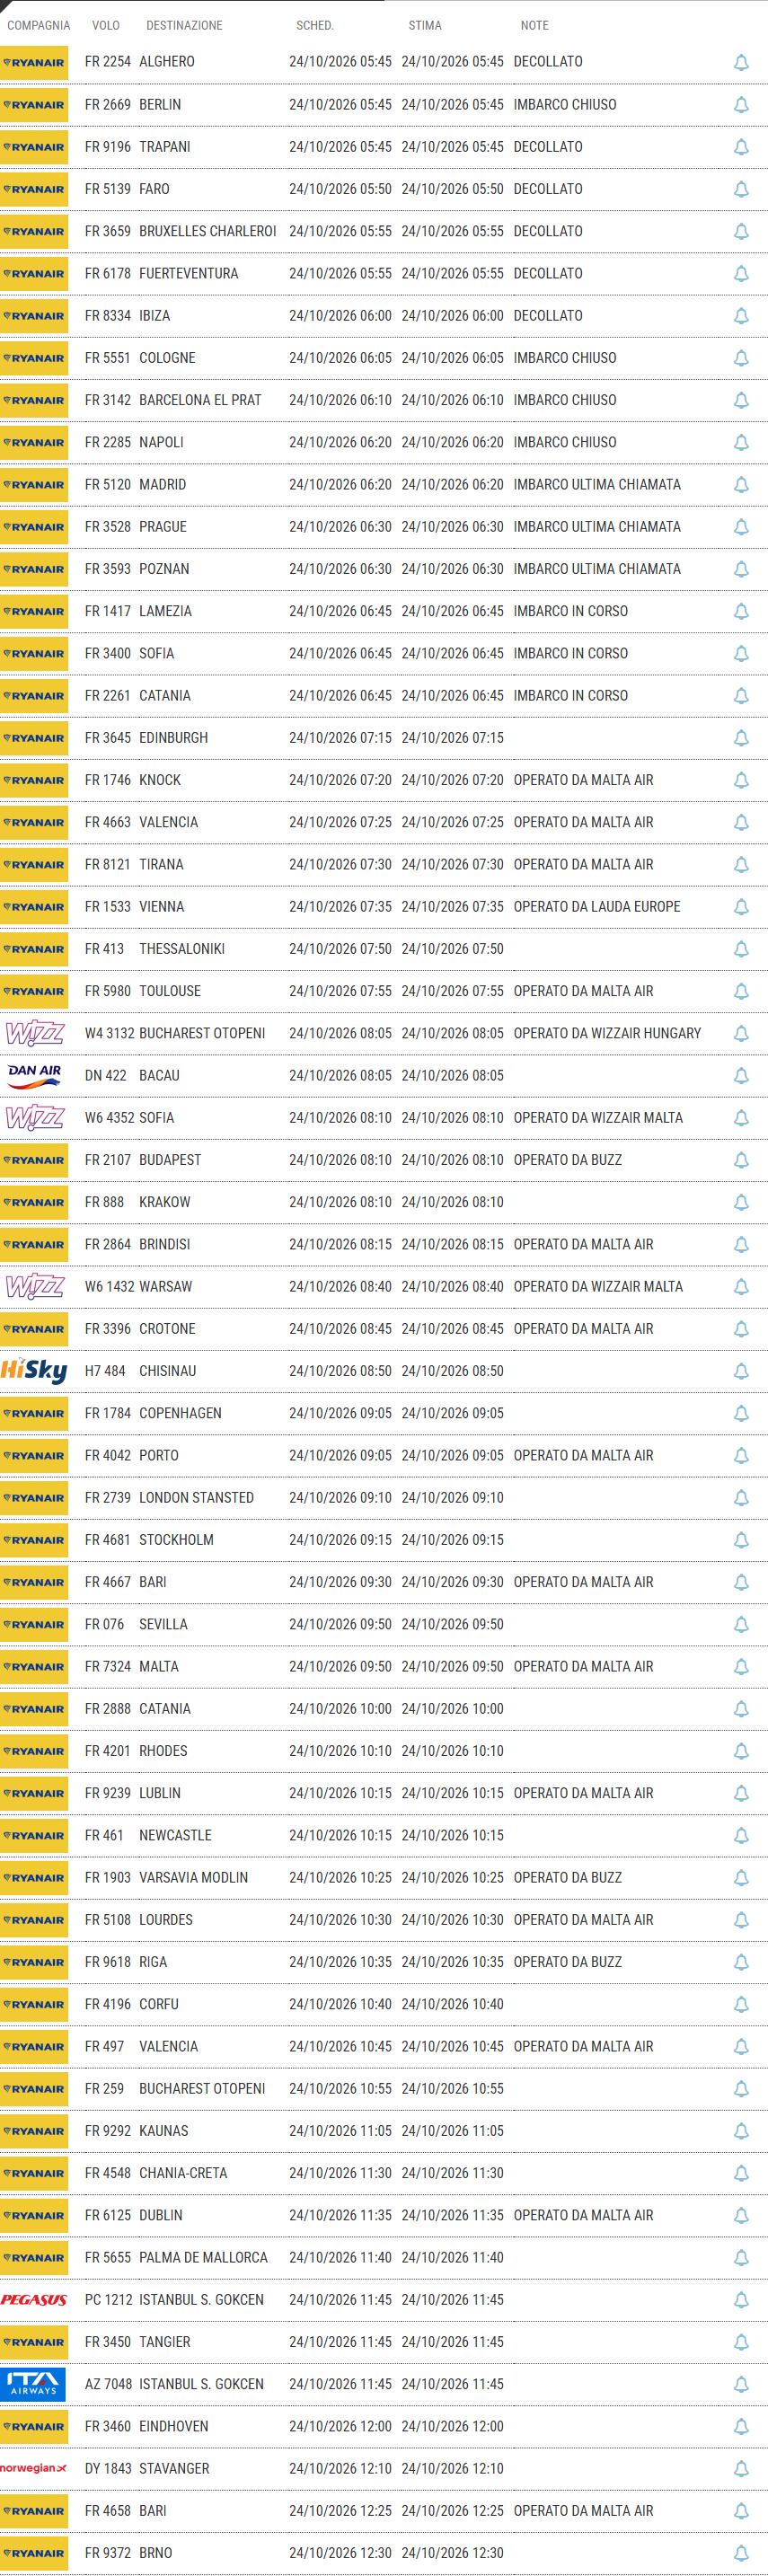 COMPAGNIA VOLO DESTINAZIONE SCHED. STIMA NOTE
RYANAIR FR 2254 ALGHERO 24/10/2026 05:45 24/10/2026 05:45 DECOLLATO
RYANAIR FR 2669 BERLIN 24/10/2026 05:45 24/10/2026 05:45 IMBARCO CHIUSO
RYANAIR FR 9196 TRAPANI 24/10/2026 05:45 24/10/2026 05:45 DECOLLATO
RYANAIR FR 5139 FARO 24/10/2026 05:50 24/10/2026 05:50 DECOLLATO
RYANAIR FR 3659 BRUXELLES CHARLEROI 24/10/2026 05:55 24/10/2026 05:55 DECOLLATO
RYANAIR FR 6178 FUERTEVENTURA 24/10/2026 05:55 24/10/2026 05:55 DECOLLATO
RYANAIR FR 8334 IBIZA 24/10/2026 06:00 24/10/2026 06:00 DECOLLATO
RYANAIR FR 5551 COLOGNE 24/10/2026 06:05 24/10/2026 06:05 IMBARCO CHIUSO
RYANAIR FR 3142 BARCELONA EL PRAT 24/10/2026 06:10 24/10/2026 06:10 IMBARCO CHIUSO
RYANAIR FR 2285 NAPOLI 24/10/2026 06:20 24/10/2026 06:20 IMBARCO CHIUSO
RYANAIR FR 5120 MADRID 24/10/2026 06:20 24/10/2026 06:20 IMBARCO ULTIMA CHIAMATA
RYANAIR FR 3528 PRAGUE 24/10/2026 06:30 24/10/2026 06:30 IMBARCO ULTIMA CHIAMATA
RYANAIR FR 3593 POZNAN 24/10/2026 06:30 24/10/2026 06:30 IMBARCO ULTIMA CHIAMATA
RYANAIR FR 1417 LAMEZIA 24/10/2026 06:45 24/10/2026 06:45 IMBARCO IN CORSO
RYANAIR FR 3400 SOFIA 24/10/2026 06:45 24/10/2026 06:45 IMBARCO IN CORSO
RYANAIR FR 2261 CATANIA 24/10/2026 06:45 24/10/2026 06:45 IMBARCO IN CORSO
RYANAIR FR 3645 EDINBURGH 24/10/2026 07:15 24/10/2026 07:15
RYANAIR FR 1746 KNOCK 24/10/2026 07:20 24/10/2026 07:20 OPERATO DA MALTA AIR
RYANAIR FR 4663 VALENCIA 24/10/2026 07:25 24/10/2026 07:25 OPERATO DA MALTA AIR
RYANAIR FR 8121 TIRANA 24/10/2026 07:30 24/10/2026 07:30 OPERATO DA MALTA AIR
RYANAIR FR 1533 VIENNA 24/10/2026 07:35 24/10/2026 07:35 OPERATO DA LAUDA EUROPE
RYANAIR FR 413 THESSALONIKI 24/10/2026 07:50 24/10/2026 07:50
RYANAIR FR 5980 TOULOUSE 24/10/2026 07:55 24/10/2026 07:55 OPERATO DA MALTA AIR
WIZZ W4 3132 BUCHAREST OTOPENI 24/10/2026 08:05 24/10/2026 08:05 OPERATO DA WIZZAIR HUNGARY
DAN AIR DN 422 BACAU 24/10/2026 08:05 24/10/2026 08:05
WIZZ W6 4352 SOFIA 24/10/2026 08:10 24/10/2026 08:10 OPERATO DA WIZZAIR MALTA
RYANAIR FR 2107 BUDAPEST 24/10/2026 08:10 24/10/2026 08:10 OPERATO DA BUZZ
RYANAIR FR 888 KRAKOW 24/10/2026 08:10 24/10/2026 08:10
RYANAIR FR 2864 BRINDISI 24/10/2026 08:15 24/10/2026 08:15 OPERATO DA MALTA AIR
WIZZ W6 1432 WARSAW 24/10/2026 08:40 24/10/2026 08:40 OPERATO DA WIZZAIR MALTA
RYANAIR FR 3396 CROTONE 24/10/2026 08:45 24/10/2026 08:45 OPERATO DA MALTA AIR
HiSky H7 484 CHISINAU 24/10/2026 08:50 24/10/2026 08:50
RYANAIR FR 1784 COPENHAGEN 24/10/2026 09:05 24/10/2026 09:05
RYANAIR FR 4042 PORTO 24/10/2026 09:05 24/10/2026 09:05 OPERATO DA MALTA AIR
RYANAIR FR 2739 LONDON STANSTED 24/10/2026 09:10 24/10/2026 09:10
RYANAIR FR 4681 STOCKHOLM 24/10/2026 09:15 24/10/2026 09:15
RYANAIR FR 4667 BARI 24/10/2026 09:30 24/10/2026 09:30 OPERATO DA MALTA AIR
RYANAIR FR 076 SEVILLA 24/10/2026 09:50 24/10/2026 09:50
RYANAIR FR 7324 MALTA 24/10/2026 09:50 24/10/2026 09:50 OPERATO DA MALTA AIR
RYANAIR FR 2888 CATANIA 24/10/2026 10:00 24/10/2026 10:00
RYANAIR FR 4201 RHODES 24/10/2026 10:10 24/10/2026 10:10
RYANAIR FR 9239 LUBLIN 24/10/2026 10:15 24/10/2026 10:15 OPERATO DA MALTA AIR
RYANAIR FR 461 NEWCASTLE 24/10/2026 10:15 24/10/2026 10:15
RYANAIR FR 1903 VARSAVIA MODLIN 24/10/2026 10:25 24/10/2026 10:25 OPERATO DA BUZZ
RYANAIR FR 5108 LOURDES 24/10/2026 10:30 24/10/2026 10:30 OPERATO DA MALTA AIR
RYANAIR FR 9618 RIGA 24/10/2026 10:35 24/10/2026 10:35 OPERATO DA BUZZ
RYANAIR FR 4196 CORFU 24/10/2026 10:40 24/10/2026 10:40
RYANAIR FR 497 VALENCIA 24/10/2026 10:45 24/10/2026 10:45 OPERATO DA MALTA AIR
RYANAIR FR 259 BUCHAREST OTOPENI 24/10/2026 10:55 24/10/2026 10:55
RYANAIR FR 9292 KAUNAS 24/10/2026 11:05 24/10/2026 11:05
RYANAIR FR 4548 CHANIA-CRETA 24/10/2026 11:30 24/10/2026 11:30
RYANAIR FR 6125 DUBLIN 24/10/2026 11:35 24/10/2026 11:35 OPERATO DA MALTA AIR
RYANAIR FR 5655 PALMA DE MALLORCA 24/10/2026 11:40 24/10/2026 11:40
PEGASUS PC 1212 ISTANBUL S. GOKCEN 24/10/2026 11:45 24/10/2026 11:45
RYANAIR FR 3450 TANGIER 24/10/2026 11:45 24/10/2026 11:45
ITA AIRWAYS AZ 7048 ISTANBUL S. GOKCEN 24/10/2026 11:45 24/10/2026 11:45
RYANAIR FR 3460 EINDHOVEN 24/10/2026 12:00 24/10/2026 12:00
norwegian DY 1843 STAVANGER 24/10/2026 12:10 24/10/2026 12:10
RYANAIR FR 4658 BARI 24/10/2026 12:25 24/10/2026 12:25 OPERATO DA MALTA AIR
RYANAIR FR 9372 BRNO 24/10/2026 12:30 24/10/2026 12:30